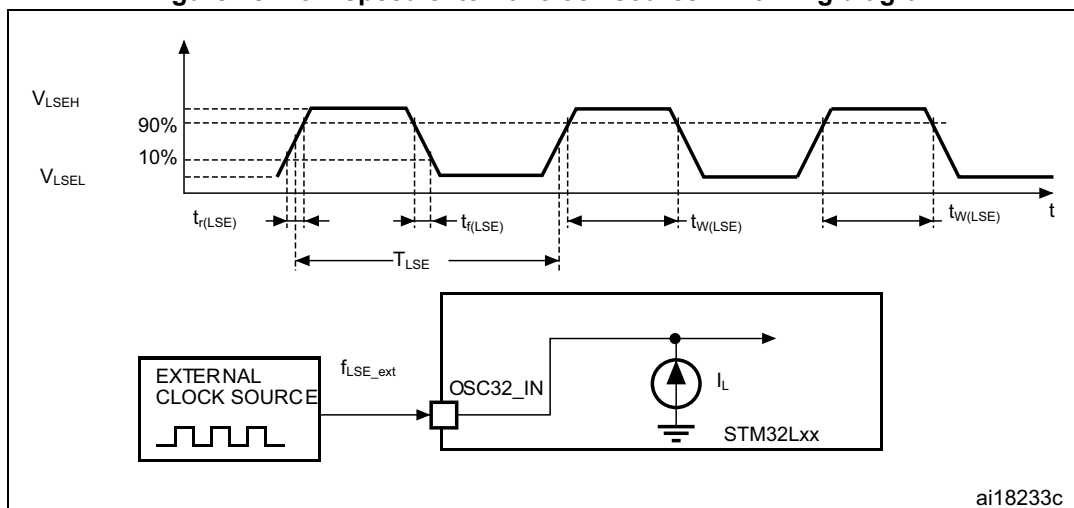 V_LSEH
90%
10%
V_LSEL
t_r(LSE)
t_f(LSE)
t_W(LSE)
t_W(LSE)
t
T_LSE
EXTERNAL
CLOCK SOURCE
f_LSE_ext
OSC32_IN
I_L
STM32Lxx
ai18233c